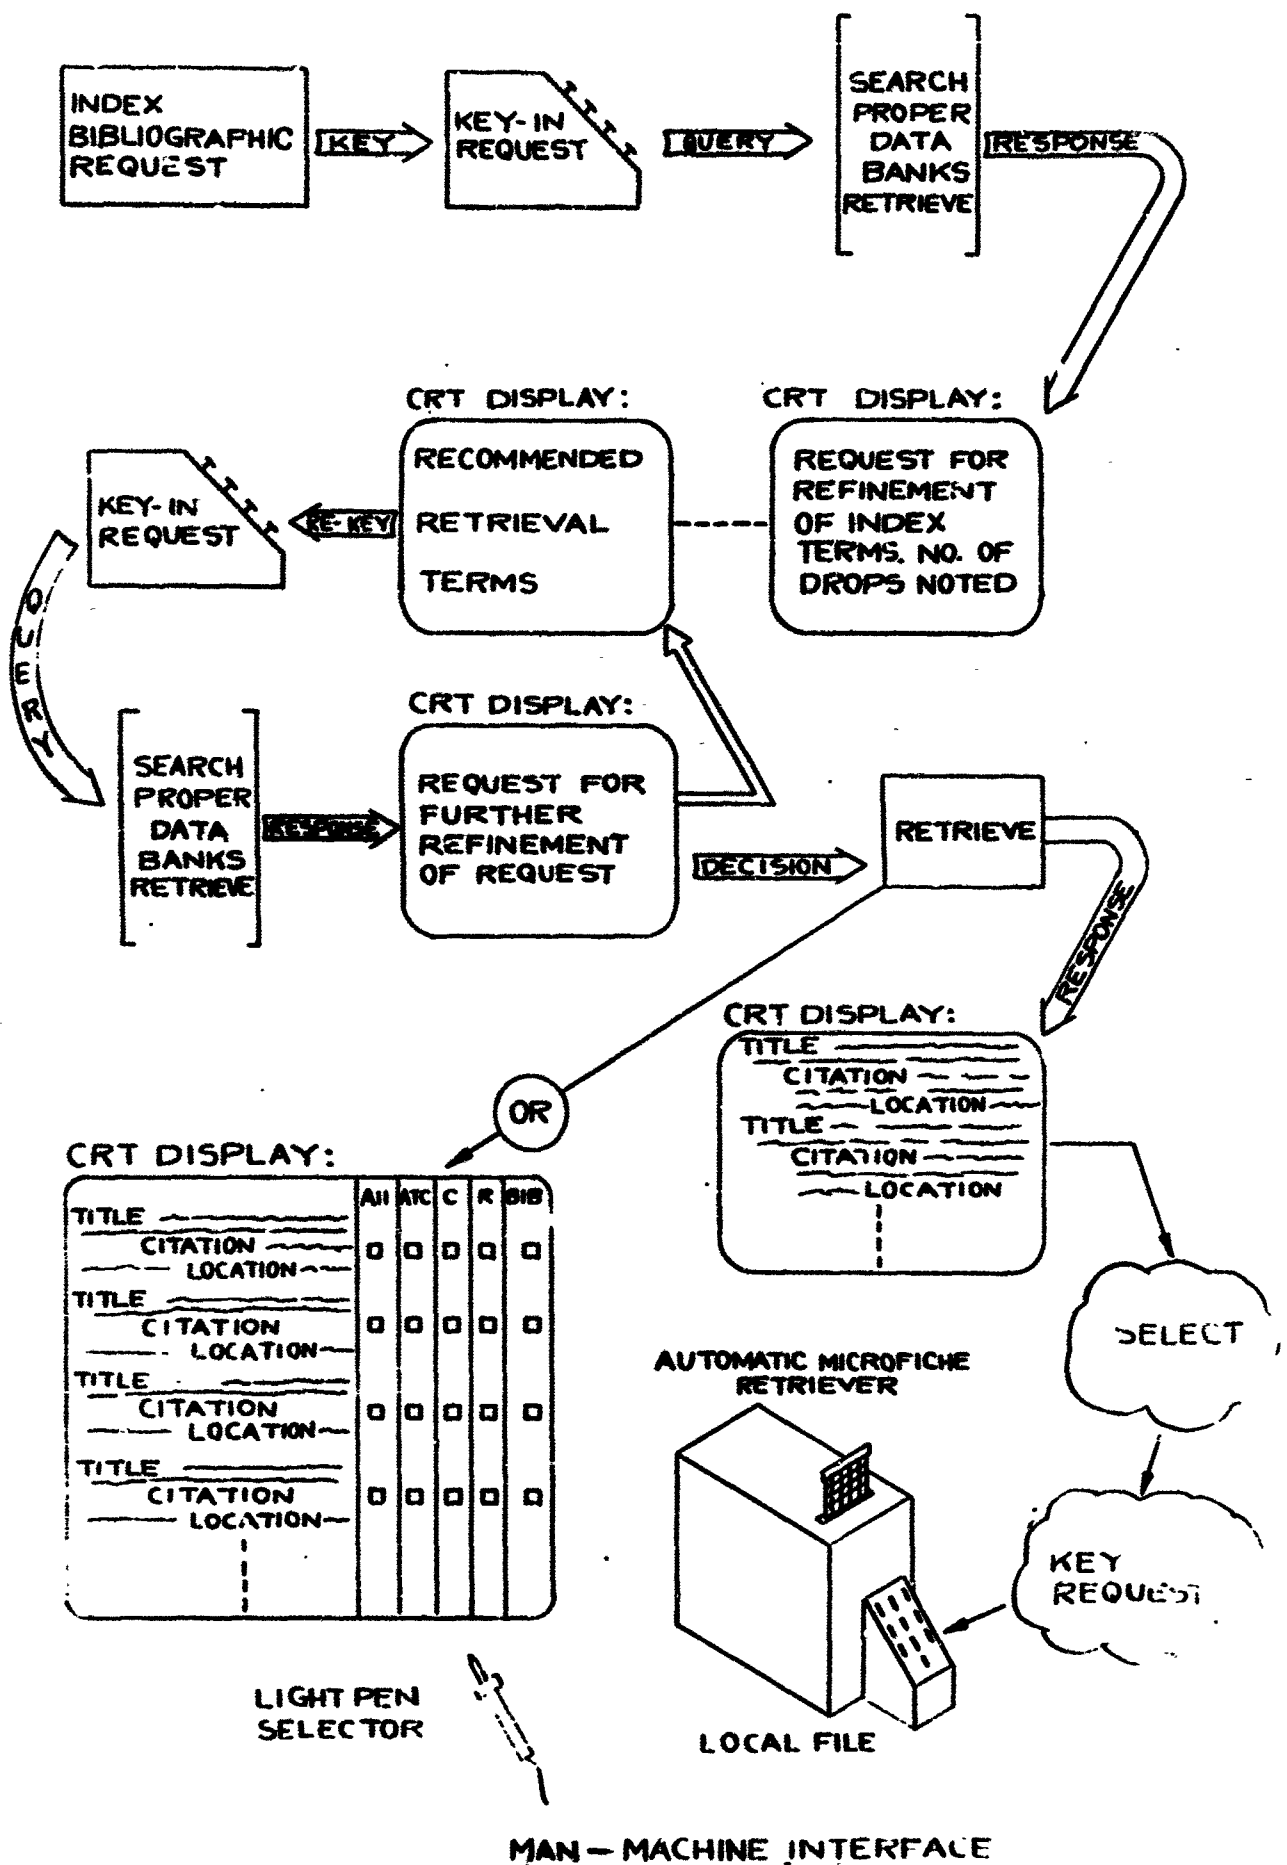 INDEX
BIBLIOGRAPHIC
REQUEST
KEY
KEY-IN
REQUEST
QUERY
SEARCH
PROPER
DATA
BANKS
RETRIEVE
RESPONSE
CRT DISPLAY:
REQUEST FOR
REFINEMENT
OF INDEX
TERMS. NO. OF
DROPS NOTED
CRT DISPLAY:
RECOMMENDED
RETRIEVAL
TERMS
RE-KEY
KEY-IN
REQUEST
QUERY
SEARCH
PROPER
DATA
BANKS
RETRIEVE
RESPONSE
CRT DISPLAY:
REQUEST FOR
FURTHER
REFINEMENT
OF REQUEST
DECISION
RETRIEVE
RESPONSE
CRT DISPLAY:
TITLE
CITATION
LOCATION
TITLE
CITATION
LOCATION
SELECT
KEY
REQUEST
AUTOMATIC MICROFICHE
RETRIEVER
LOCAL FILE
OR
CRT DISPLAY:
All ATC C R BIB
TITLE
CITATION
LOCATION
TITLE
CITATION
LOCATION
TITLE
CITATION
LOCATION
TITLE
CITATION
LOCATION
LIGHT PEN
SELECTOR
MAN - MACHINE INTERFACE